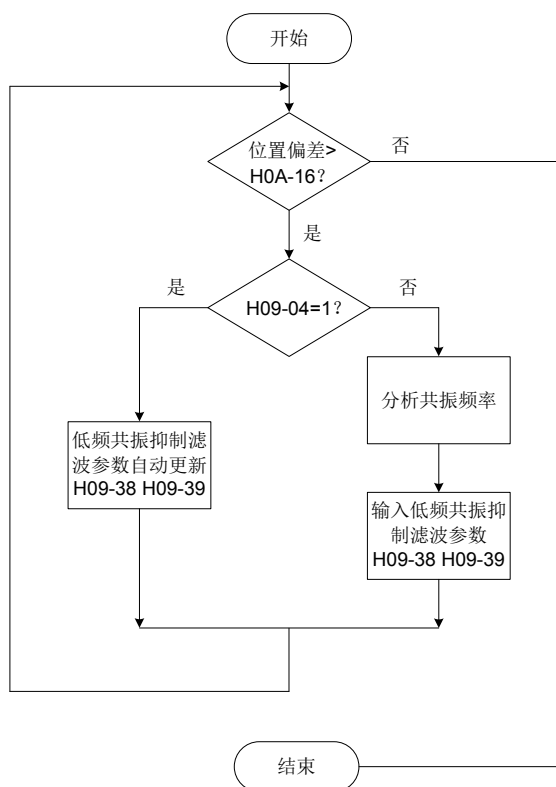 开始
位置偏差>
H0A-16？
否
是
是
H09-04=1？
否
分析共振频率
低频共振抑制滤
波参数自动更新
H09-38 H09-39
输入低频共振抑
制滤波参数
H09-38 H09-39
结束